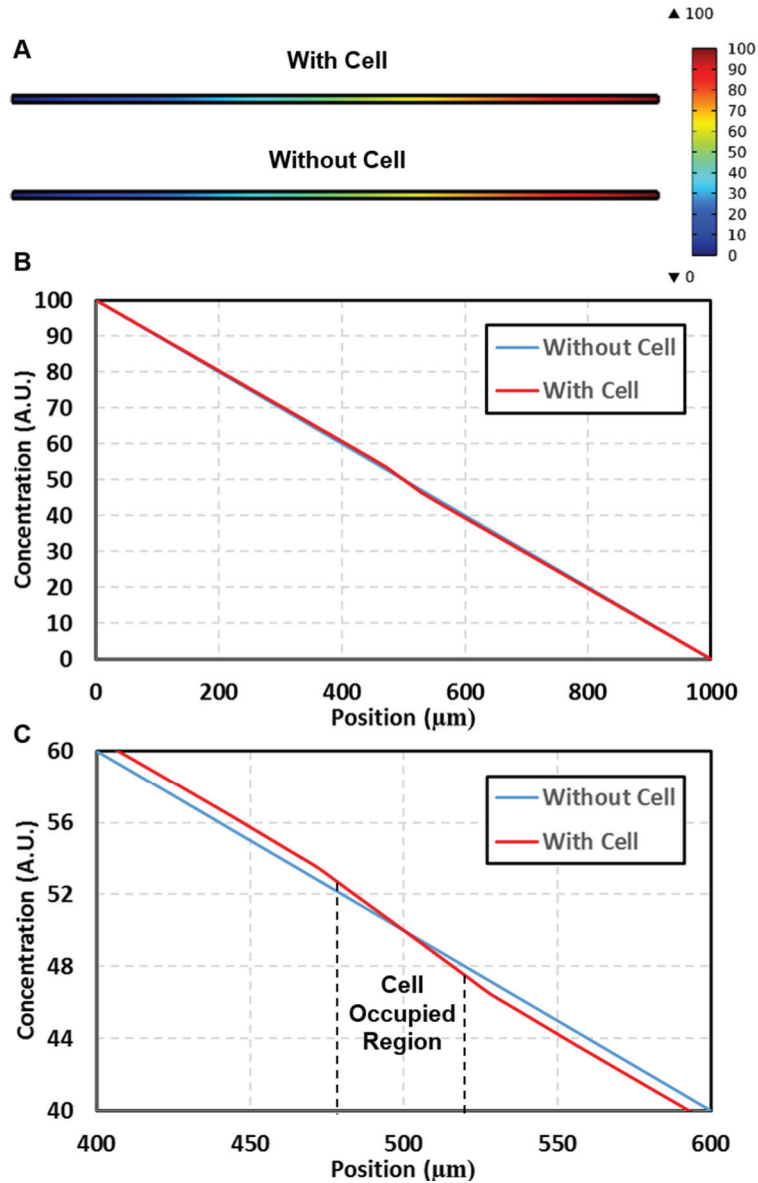 ▲ 100
A
With Cell
Without Cell
100
90
80
70
60
50
40
30
20
10
0
▼ 0
B
100
90
80
70
60
50
40
30
20
10
0
Concentration (A.U.)
Without Cell
With Cell
0 200 400 600 800 1000
Position (μm)
C
60
56
52
48
44
40
Concentration (A.U.)
Without Cell
With Cell
Cell
Occupied
Region
400 450 500 550 600
Position (μm)